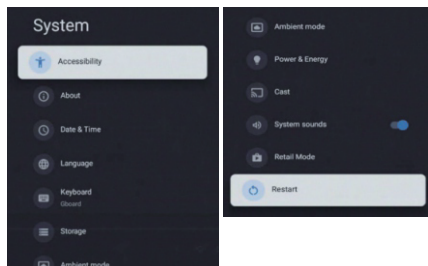 System
Accessibility
About
Date & Time
Language
Keyboard
Gboard
Storage
Ambient mode
Ambient mode
Power & Energy
Cast
System sounds
Retail Mode
Restart